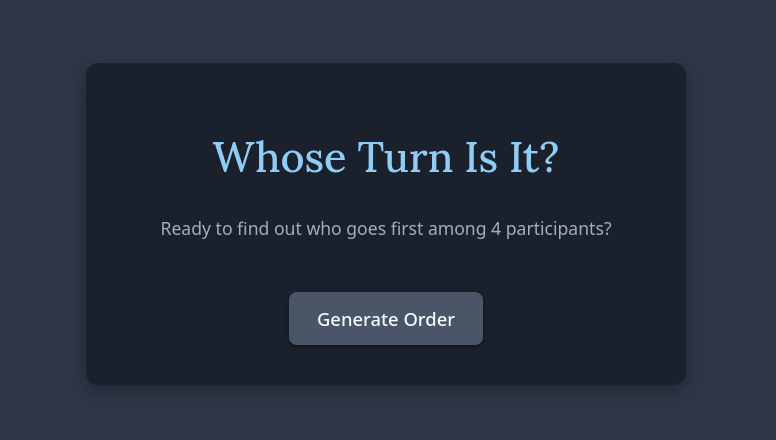 Whose Turn Is It?
Ready to find out who goes first among 4 participants?
Generate Order